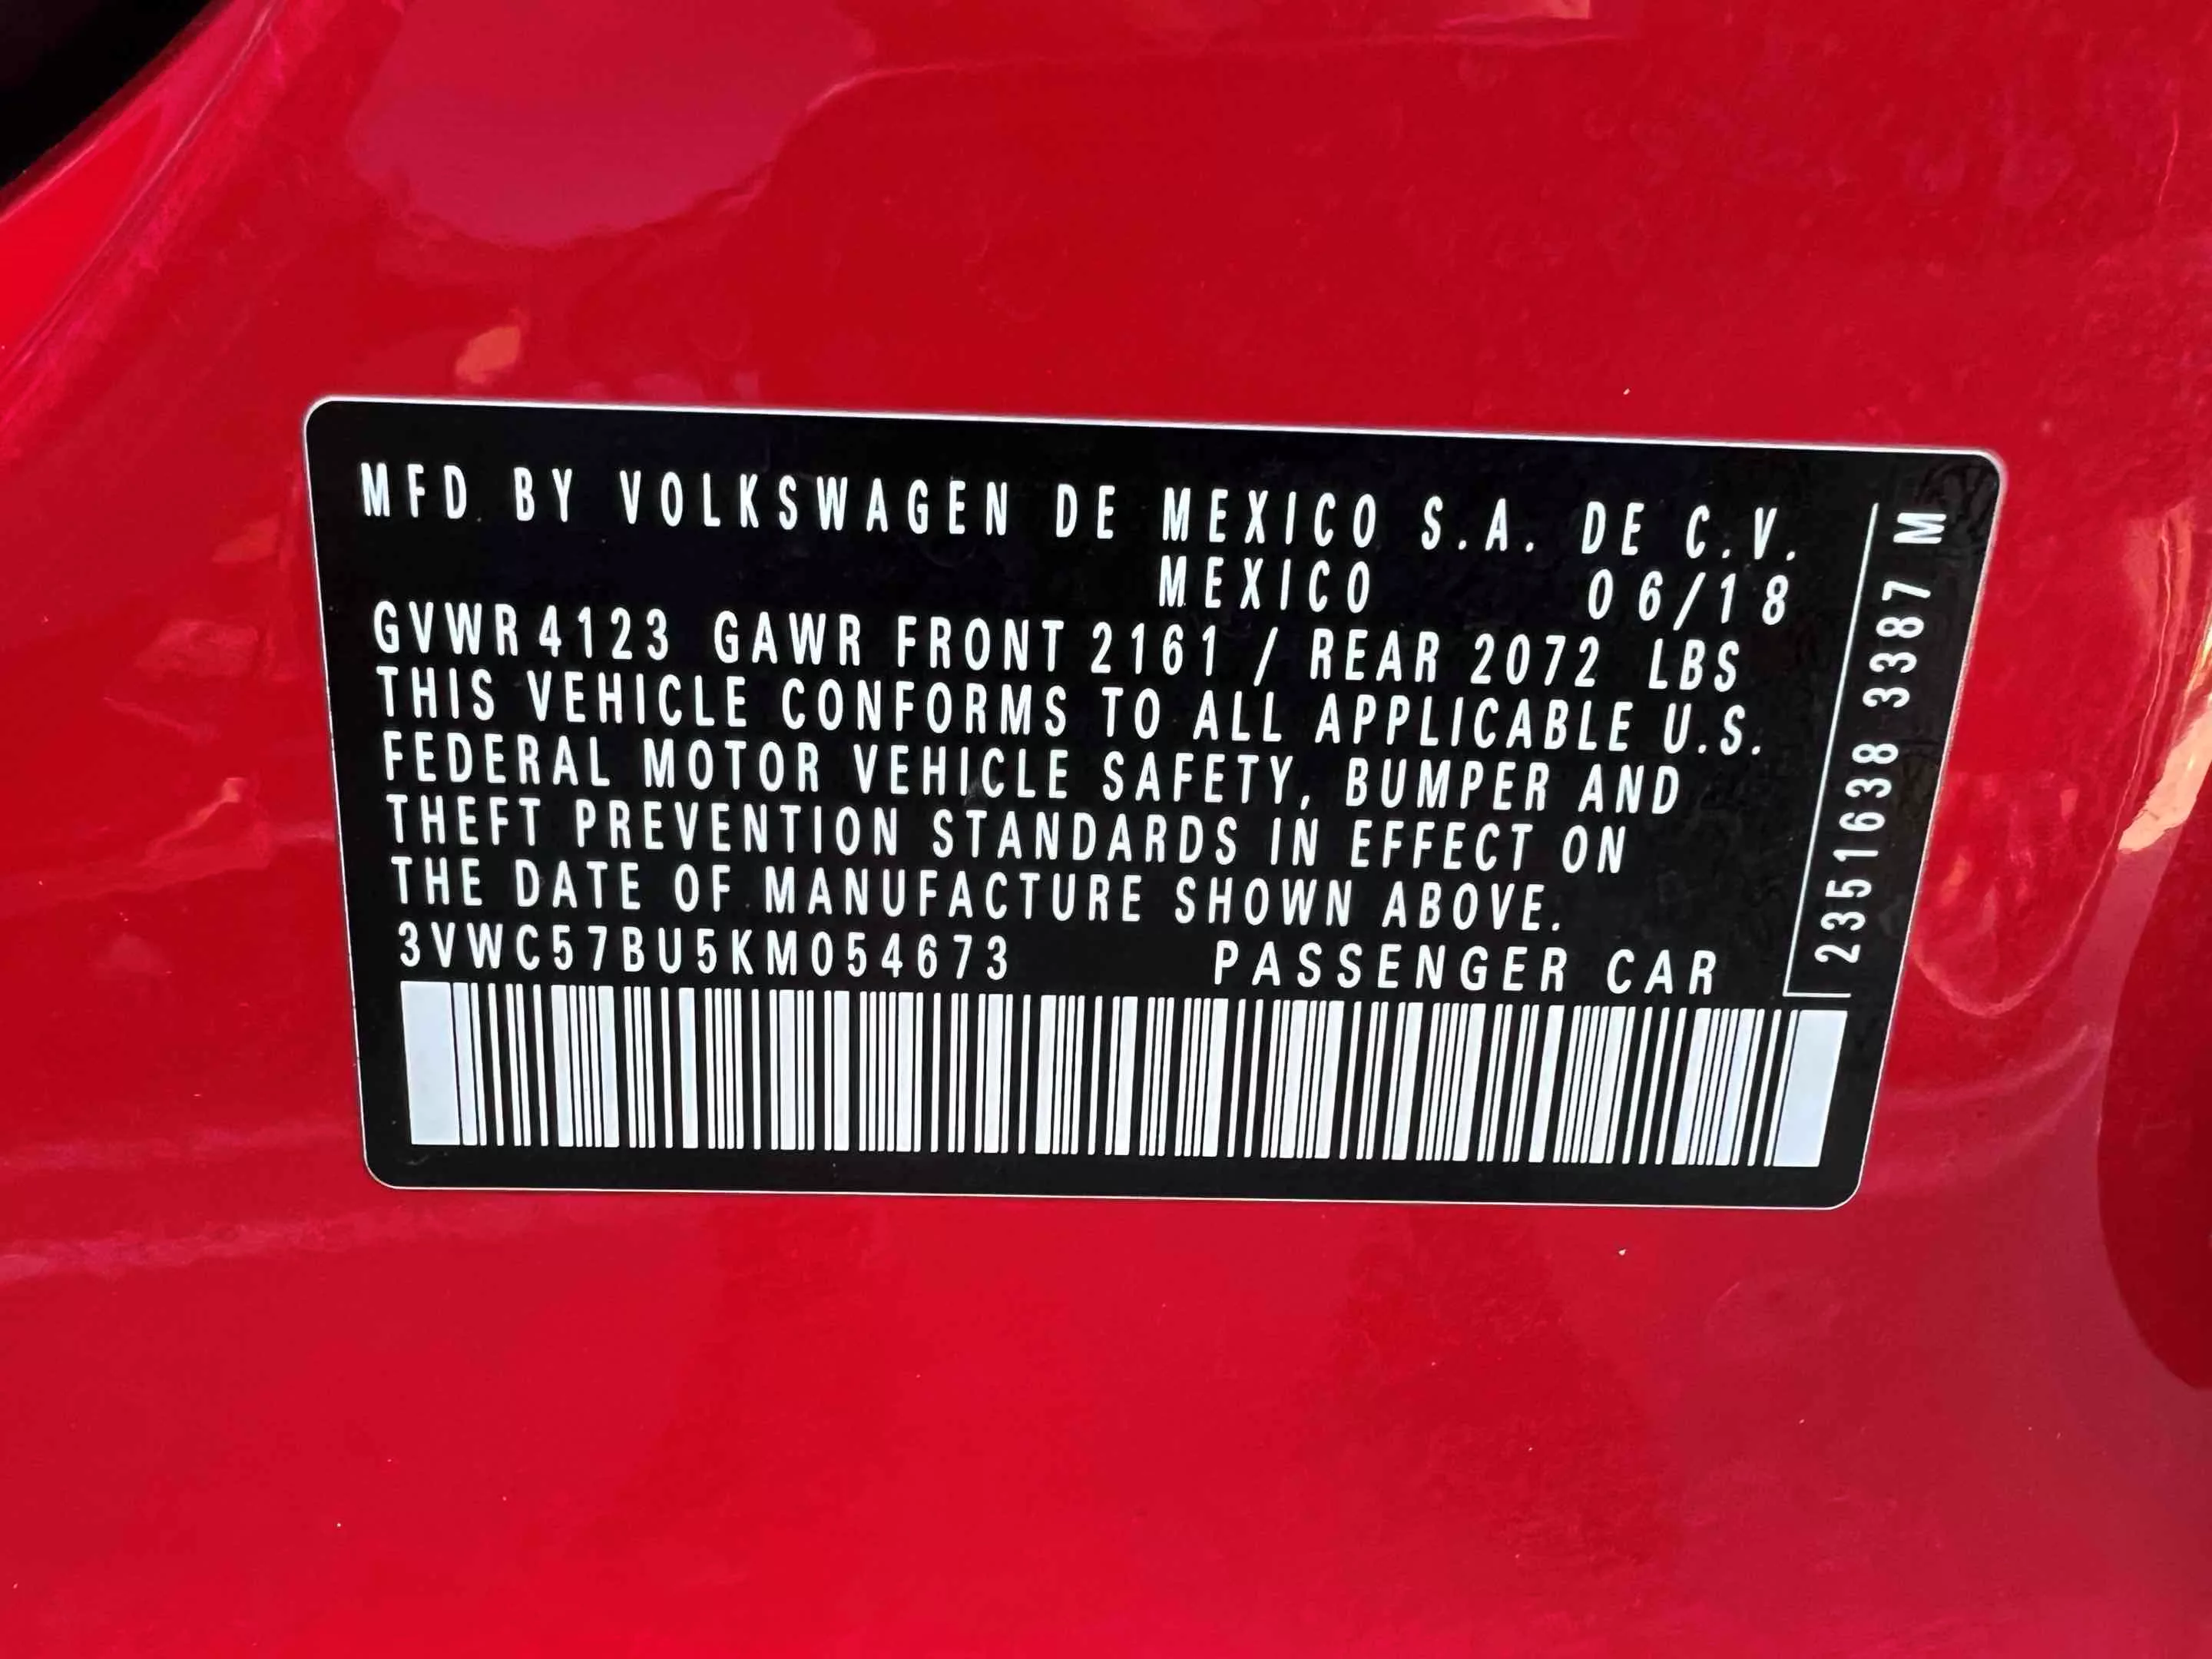 MFD BY VOLKSWAGEN DE MEXICO S.A. DE C.V.
MEXICO 06/18
GVWR 4123 GAWR FRONT 2161 / REAR 2072 LBS
THIS VEHICLE CONFORMS TO ALL APPLICABLE U.S.
FEDERAL MOTOR VEHICLE SAFETY, BUMPER AND
THEFT PREVENTION STANDARDS IN EFFECT ON
THE DATE OF MANUFACTURE SHOWN ABOVE.
3VWC57BU5KM054673 PASSENGER CAR
2351638 3387 M